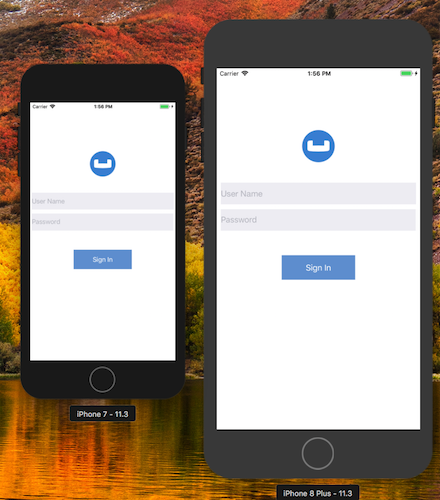 Carrier 1:56 PM
User Name
Password
Sign In
iPhone 7 - 11.3
Carrier 1:56 PM
User Name
Password
Sign In
iPhone 8 Plus - 11.3